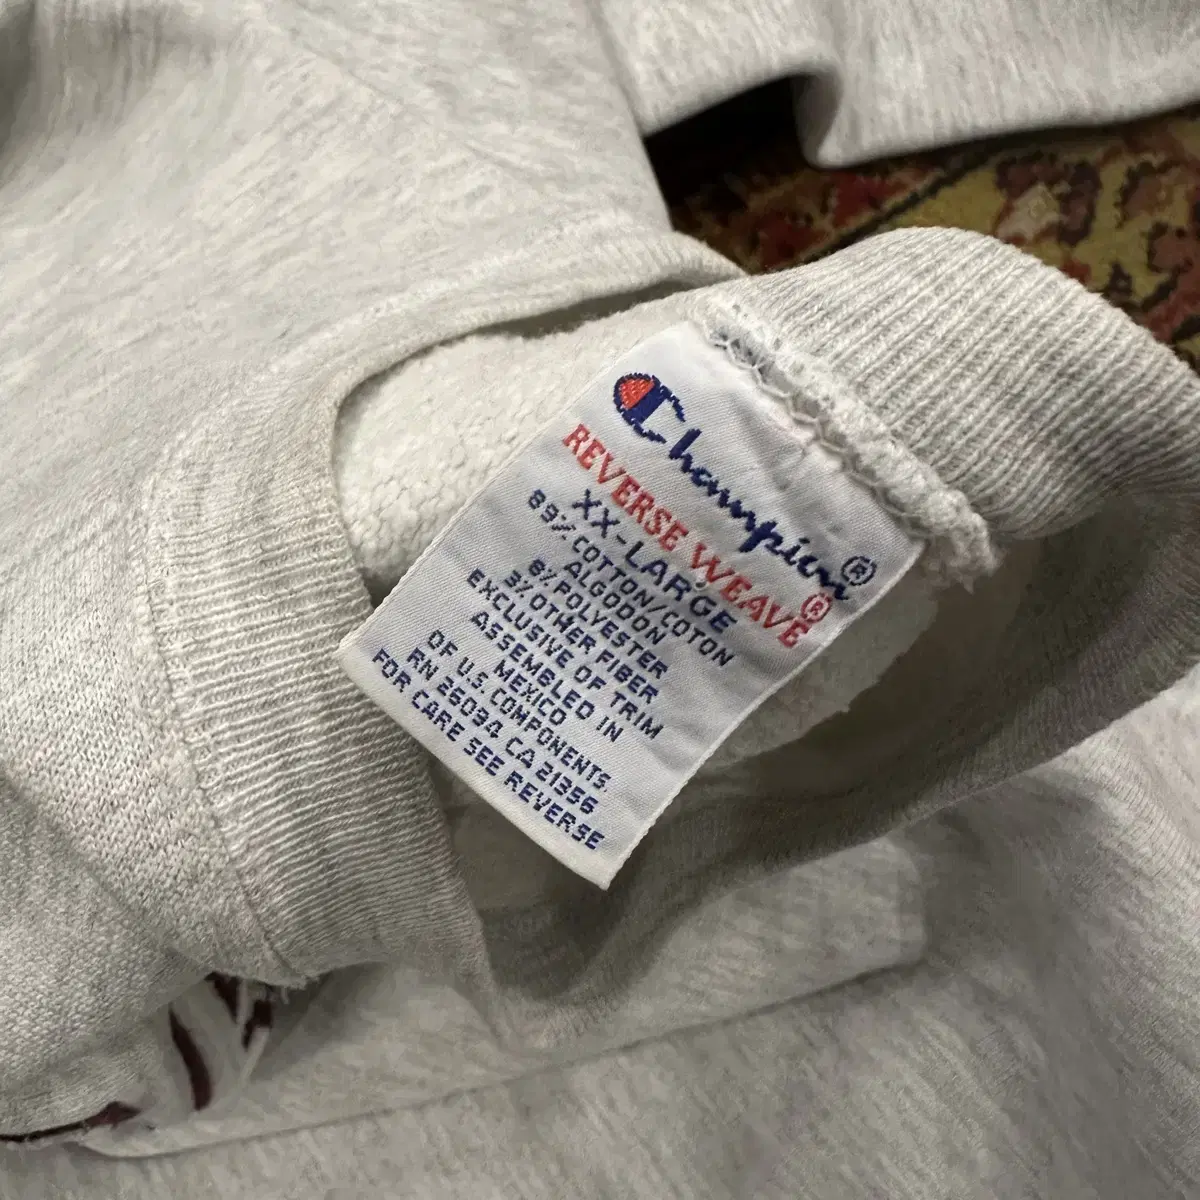 Champion®
REVERSE WEAVE®
XX-LARGE
89% COTTON/COTON
ALGODON
8% POLYESTER
3% OTHER FIBER
EXCLUSIVE OF TRIM
ASSEMBLED IN
MEXICO
OF U.S. COMPONENTS.
RN 26094 CA 21356
FOR CARE SEE REVERSE